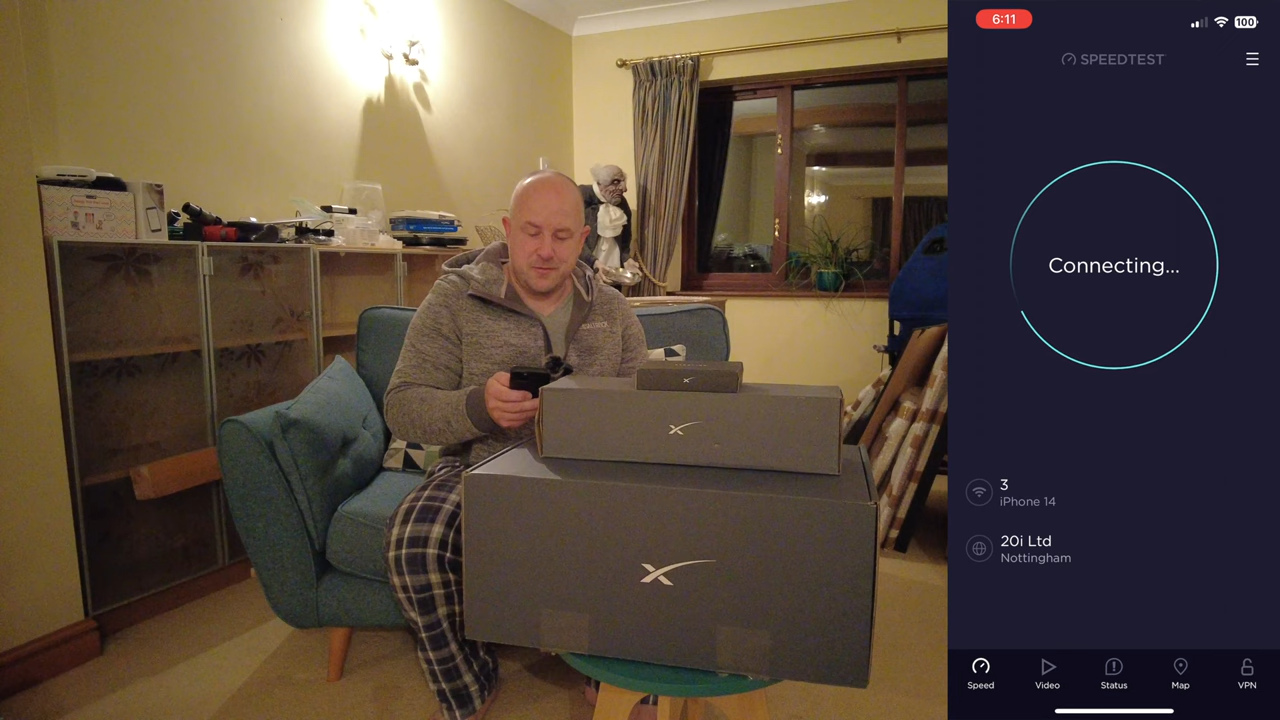 6:11
100
SPEEDTEST
Connecting...
3
iPhone 14
20i Ltd
Nottingham
Speed
Video
Status
Map
VPN